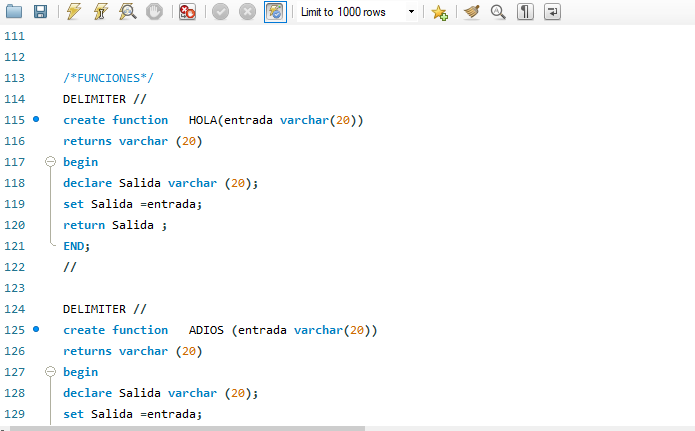 Limit to 1000 rows
111
112
113 /*FUNCIONES*/
114 DELIMITER //
115 create function   HOLA(entrada varchar(20))
116 returns varchar (20)
117 begin
118 declare Salida varchar (20);
119 set Salida =entrada;
120 return Salida ;
121 END;
122 //
123
124 DELIMITER //
125 create function   ADIOS (entrada varchar(20))
126 returns varchar (20)
127 begin
128 declare Salida varchar (20);
129 set Salida =entrada;